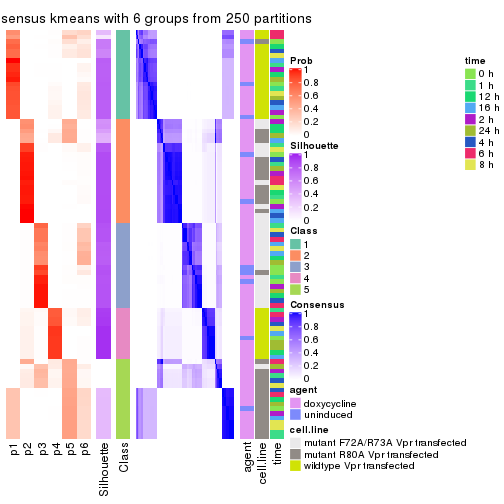 sensus kmeans with 6 groups from 250 partitions
Prob
1
0.8
0.6
0.4
0.2
0
Silhouette
1
0.8
0.6
0.4
0.2
0
Class
1
2
3
4
5
Consensus
1
0.8
0.6
0.4
0.2
0
agent
doxycycline
uninduced
cell.line
mutant F72A/R73A Vpr transfected
mutant R80A Vpr transfected
wildtype Vpr transfected
time
0 h
1 h
12 h
16 h
2 h
24 h
4 h
6 h
8 h
p1
p2
p3
p4
p5
p6
Silhouette
Class
agent
cell.line
time